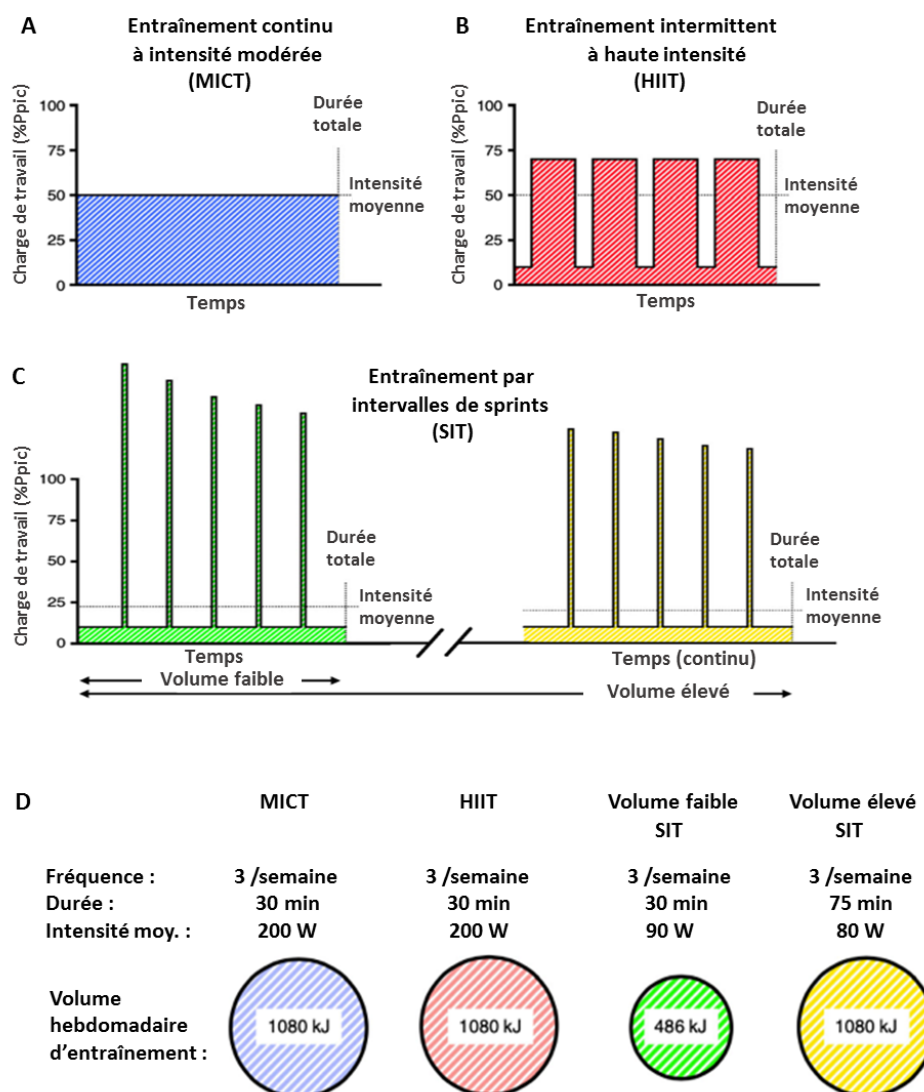 A
Entraînement continu
à intensité modérée
(MICT)
Charge de travail (%Ppic)
100
75
50
25
0
Durée
totale
Intensité
moyenne
Temps
B
Entraînement intermittent
à haute intensité
(HIIT)
Charge de travail (%Ppic)
100
75
50
25
0
Durée
totale
Intensité
moyenne
Temps
C
Entraînement par
intervalles de sprints
(SIT)
Charge de travail (%Ppic)
100
75
50
25
0
Durée
totale
Intensité
moyenne
Temps
Volume faible
Durée
totale
Intensité
moyenne
Temps (continu)
Volume élevé
D
MICT HIIT Volume faible Volume élevé
SIT SIT
Fréquence : 3 /semaine 3 /semaine 3 /semaine 3 /semaine
Durée : 30 min 30 min 30 min 75 min
Intensité moy. : 200 W 200 W 90 W 80 W
Volume
hebdomadaire
d'entraînement :
1080 kJ 1080 kJ 486 kJ 1080 kJ